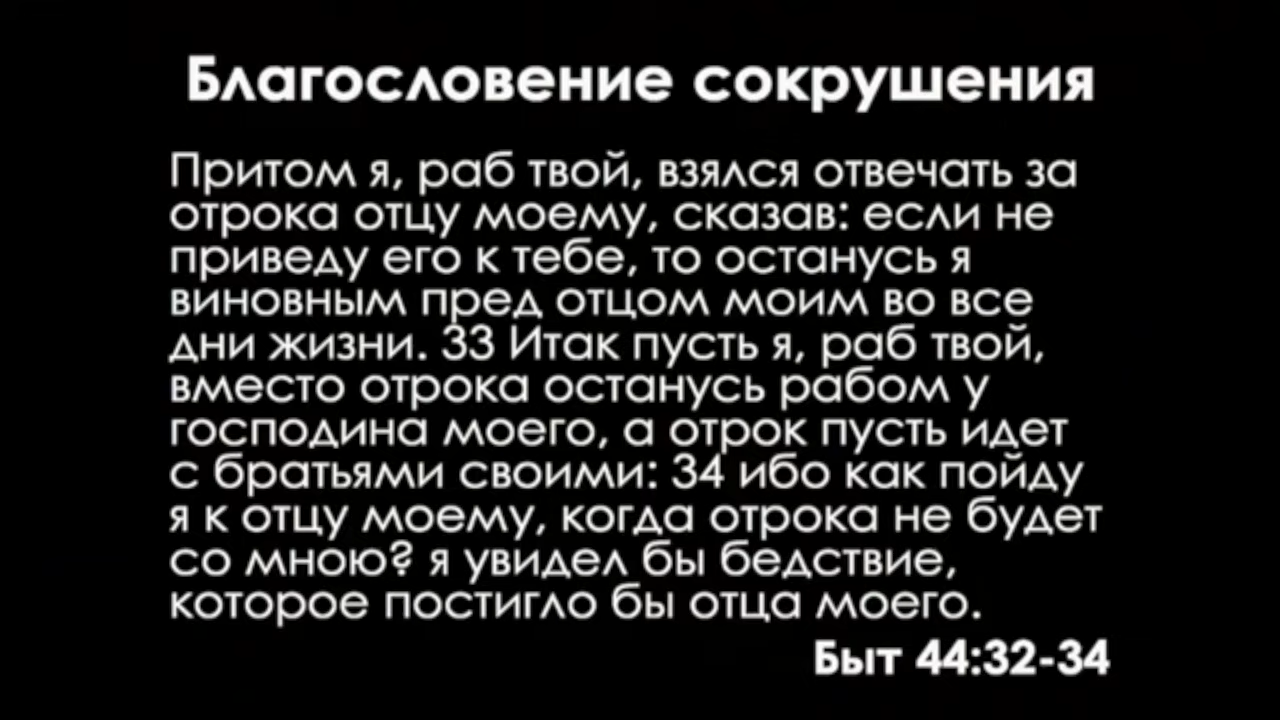 Благословение сокрушения
Притом я, раб твой, взялся отвечать за
отрока отцу моему, сказав: если не
приведу его к тебе, то останусь я
виновным пред отцом моим во все
дни жизни. 33 Итак пусть я, раб твой,
вместо отрока останусь рабом у
господина моего, а отрок пусть идет
с братьями своими: 34 ибо как пойду
я к отцу моему, когда отрока не будет
со мною? я увидел бы бедствие,
которое постигло бы отца моего.
Быт 44:32-34